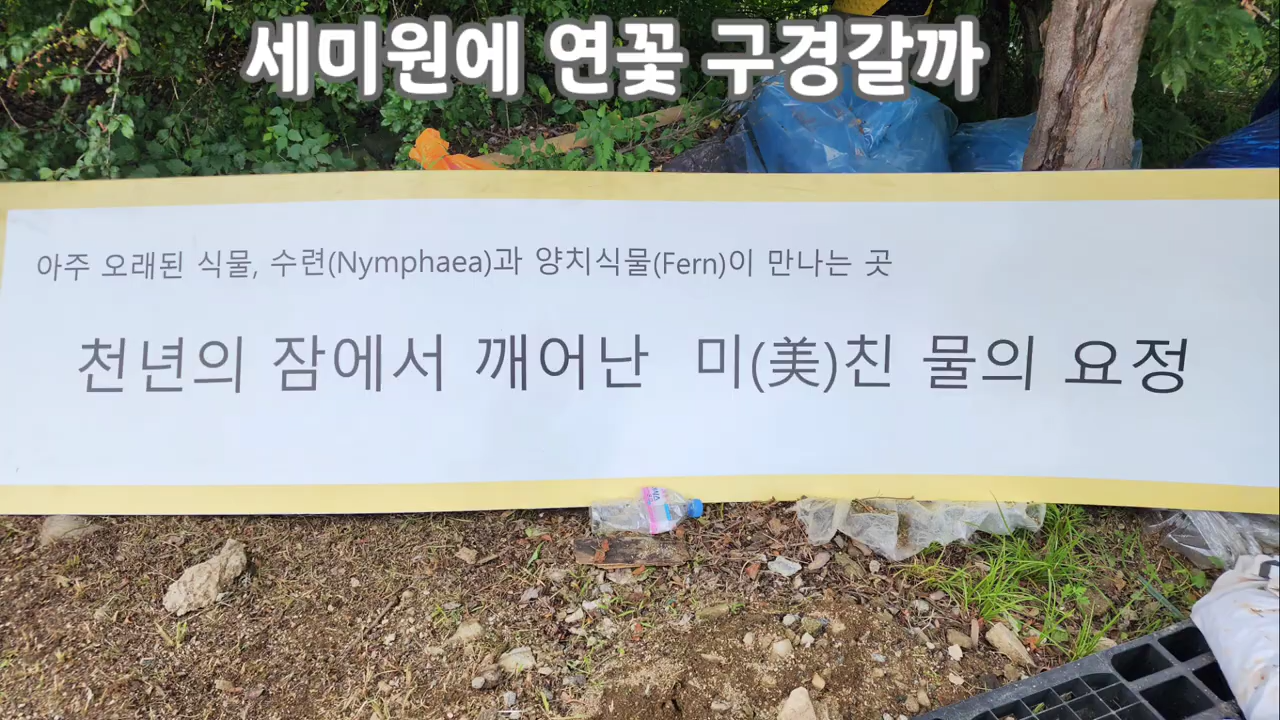 세미원에 연꽃 구경갈까
아주 오래된 식물, 수련(Nymphaea)과 양치식물(Fern)이 만나는 곳
천년의 잠에서 깨어난 미(美)친 물의 요정